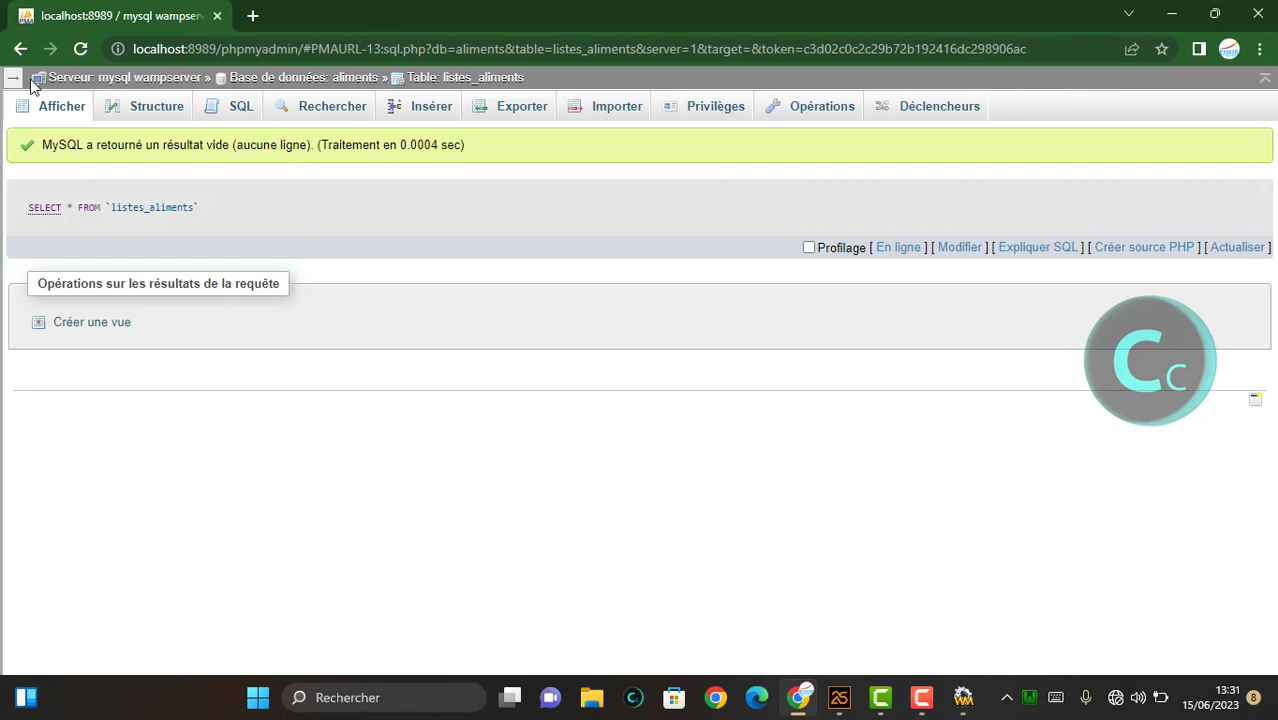 localhost:8989 / mysql wampserv
localhost:8989/phpmyadmin/#PMAURL-13:sql.php?db=aliments&table=listes_aliments&server=1&target=&token=c3d02c0c2c29b72b192416dc298906ac
Serveur: mysql wampserver » Base de données: aliments » Table: listes_aliments
Afficher Structure SQL Rechercher Insérer Exporter Importer Privilèges Opérations Déclencheurs
MySQL a retourné un résultat vide (aucune ligne). (Traitement en 0.0004 sec)
SELECT * FROM `listes_aliments`
Profilage [ En ligne ] [ Modifier ] [ Expliquer SQL ] [ Créer source PHP ] [ Actualiser ]
Opérations sur les résultats de la requête
Créer une vue
Cc
Rechercher
13:31
15/06/2023
8